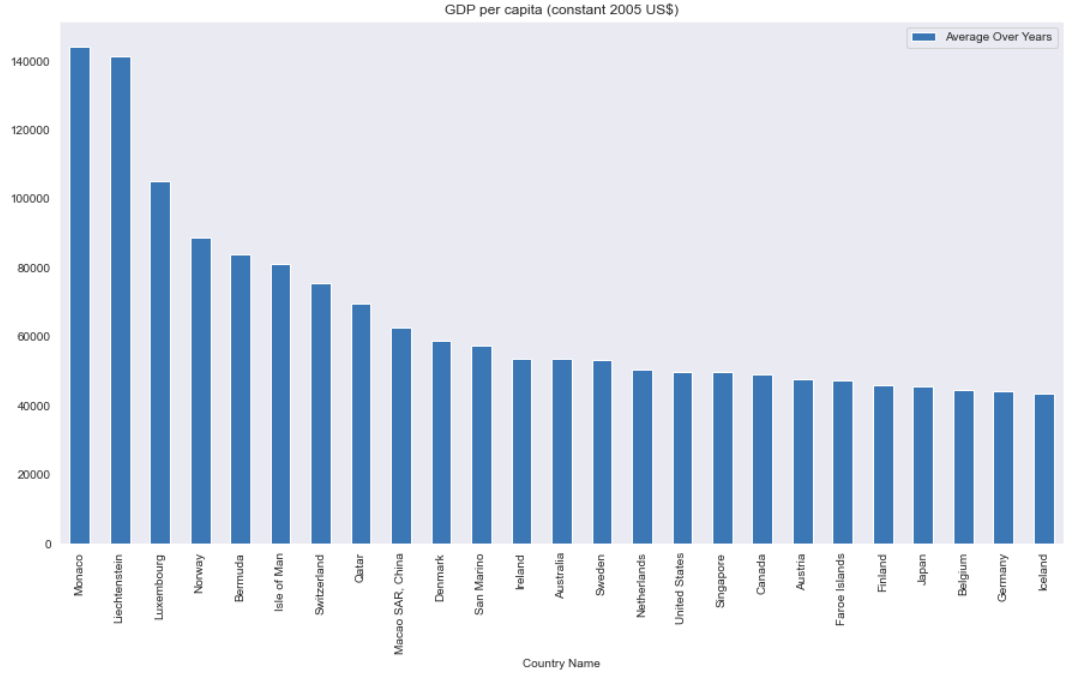 GDP per capita (constant 2005 US$)
Average Over Years
140000
120000
100000
80000
60000
40000
20000
0
Monaco
Liechtenstein
Luxembourg
Norway
Bermuda
Isle of Man
Switzerland
Qatar
Macao SAR, China
Denmark
San Marino
Ireland
Australia
Sweden
Netherlands
United States
Singapore
Canada
Austria
Faroe Islands
Finland
Japan
Belgium
Germany
Iceland
Country Name